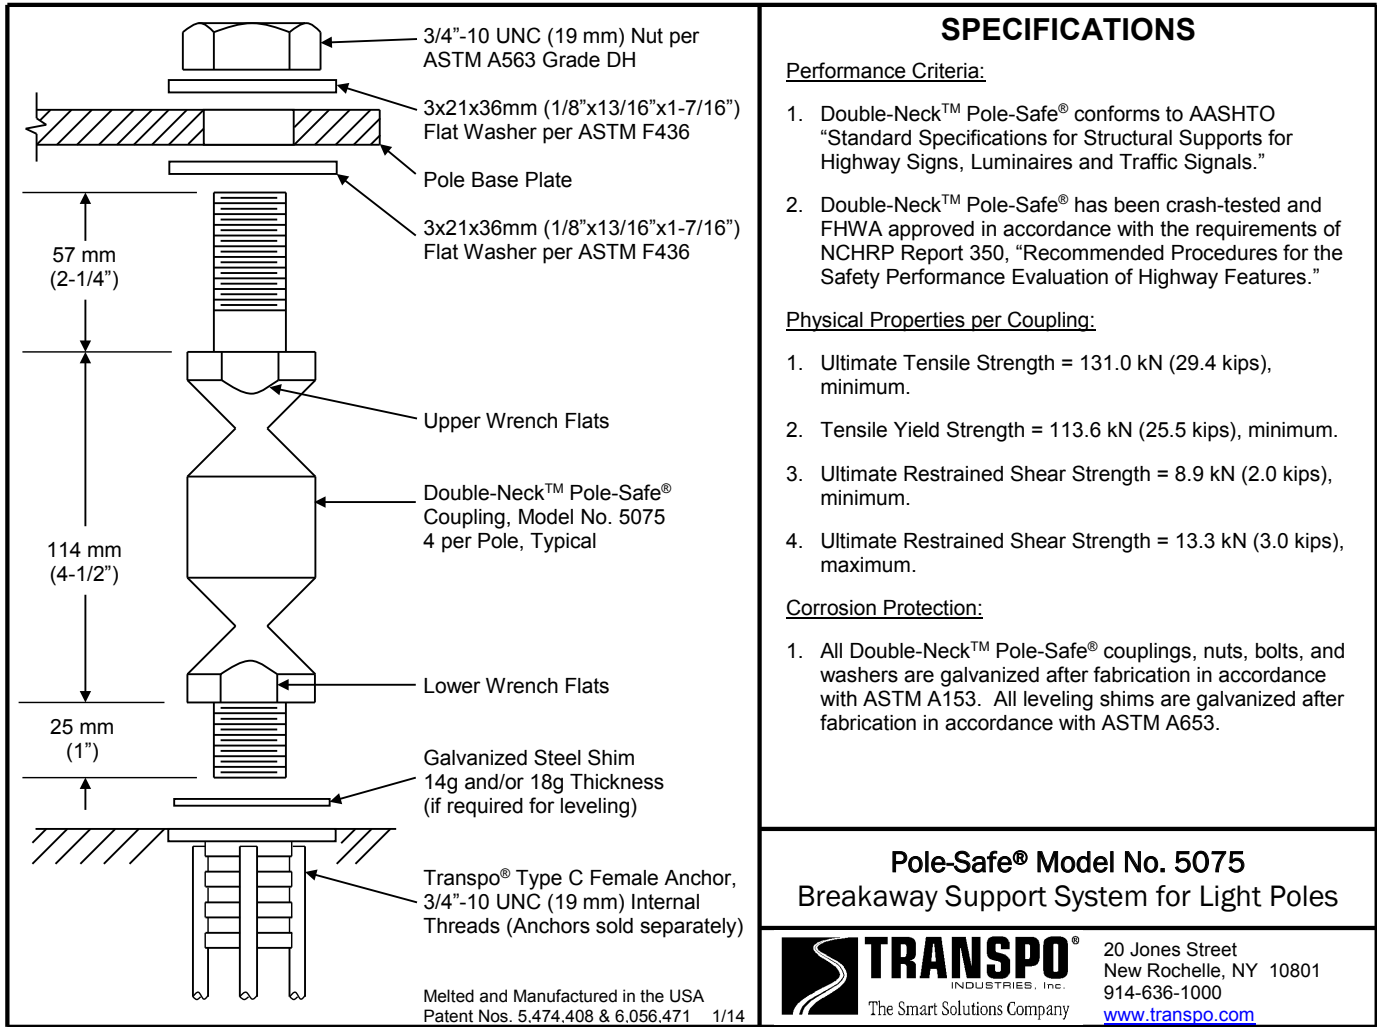 3/4”-10 UNC (19 mm) Nut per
ASTM A563 Grade DH
3x21x36mm (1/8”x13/16”x1-7/16”)
Flat Washer per ASTM F436
Pole Base Plate
3x21x36mm (1/8”x13/16”x1-7/16”)
Flat Washer per ASTM F436
57 mm
(2-1/4”)
Upper Wrench Flats
Double-Neck™ Pole-Safe®
Coupling, Model No. 5075
4 per Pole, Typical
114 mm
(4-1/2”)
Lower Wrench Flats
25 mm
(1”)
Galvanized Steel Shim
14g and/or 18g Thickness
(if required for leveling)
Transpo® Type C Female Anchor,
3/4”-10 UNC (19 mm) Internal
Threads (Anchors sold separately)
Melted and Manufactured in the USA
Patent Nos. 5,474,408 & 6,056,471 1/14
SPECIFICATIONS
Performance Criteria:
1. Double-Neck™ Pole-Safe® conforms to AASHTO
“Standard Specifications for Structural Supports for
Highway Signs, Luminaires and Traffic Signals.”
2. Double-Neck™ Pole-Safe® has been crash-tested and
FHWA approved in accordance with the requirements of
NCHRP Report 350, “Recommended Procedures for the
Safety Performance Evaluation of Highway Features.”
Physical Properties per Coupling:
1. Ultimate Tensile Strength = 131.0 kN (29.4 kips),
minimum.
2. Tensile Yield Strength = 113.6 kN (25.5 kips), minimum.
3. Ultimate Restrained Shear Strength = 8.9 kN (2.0 kips),
minimum.
4. Ultimate Restrained Shear Strength = 13.3 kN (3.0 kips),
maximum.
Corrosion Protection:
1. All Double-Neck™ Pole-Safe® couplings, nuts, bolts, and
washers are galvanized after fabrication in accordance
with ASTM A153. All leveling shims are galvanized after
fabrication in accordance with ASTM A653.
Pole-Safe® Model No. 5075
Breakaway Support System for Light Poles
TRANSPO®
INDUSTRIES, Inc.
The Smart Solutions Company
20 Jones Street
New Rochelle, NY 10801
914-636-1000
www.transpo.com